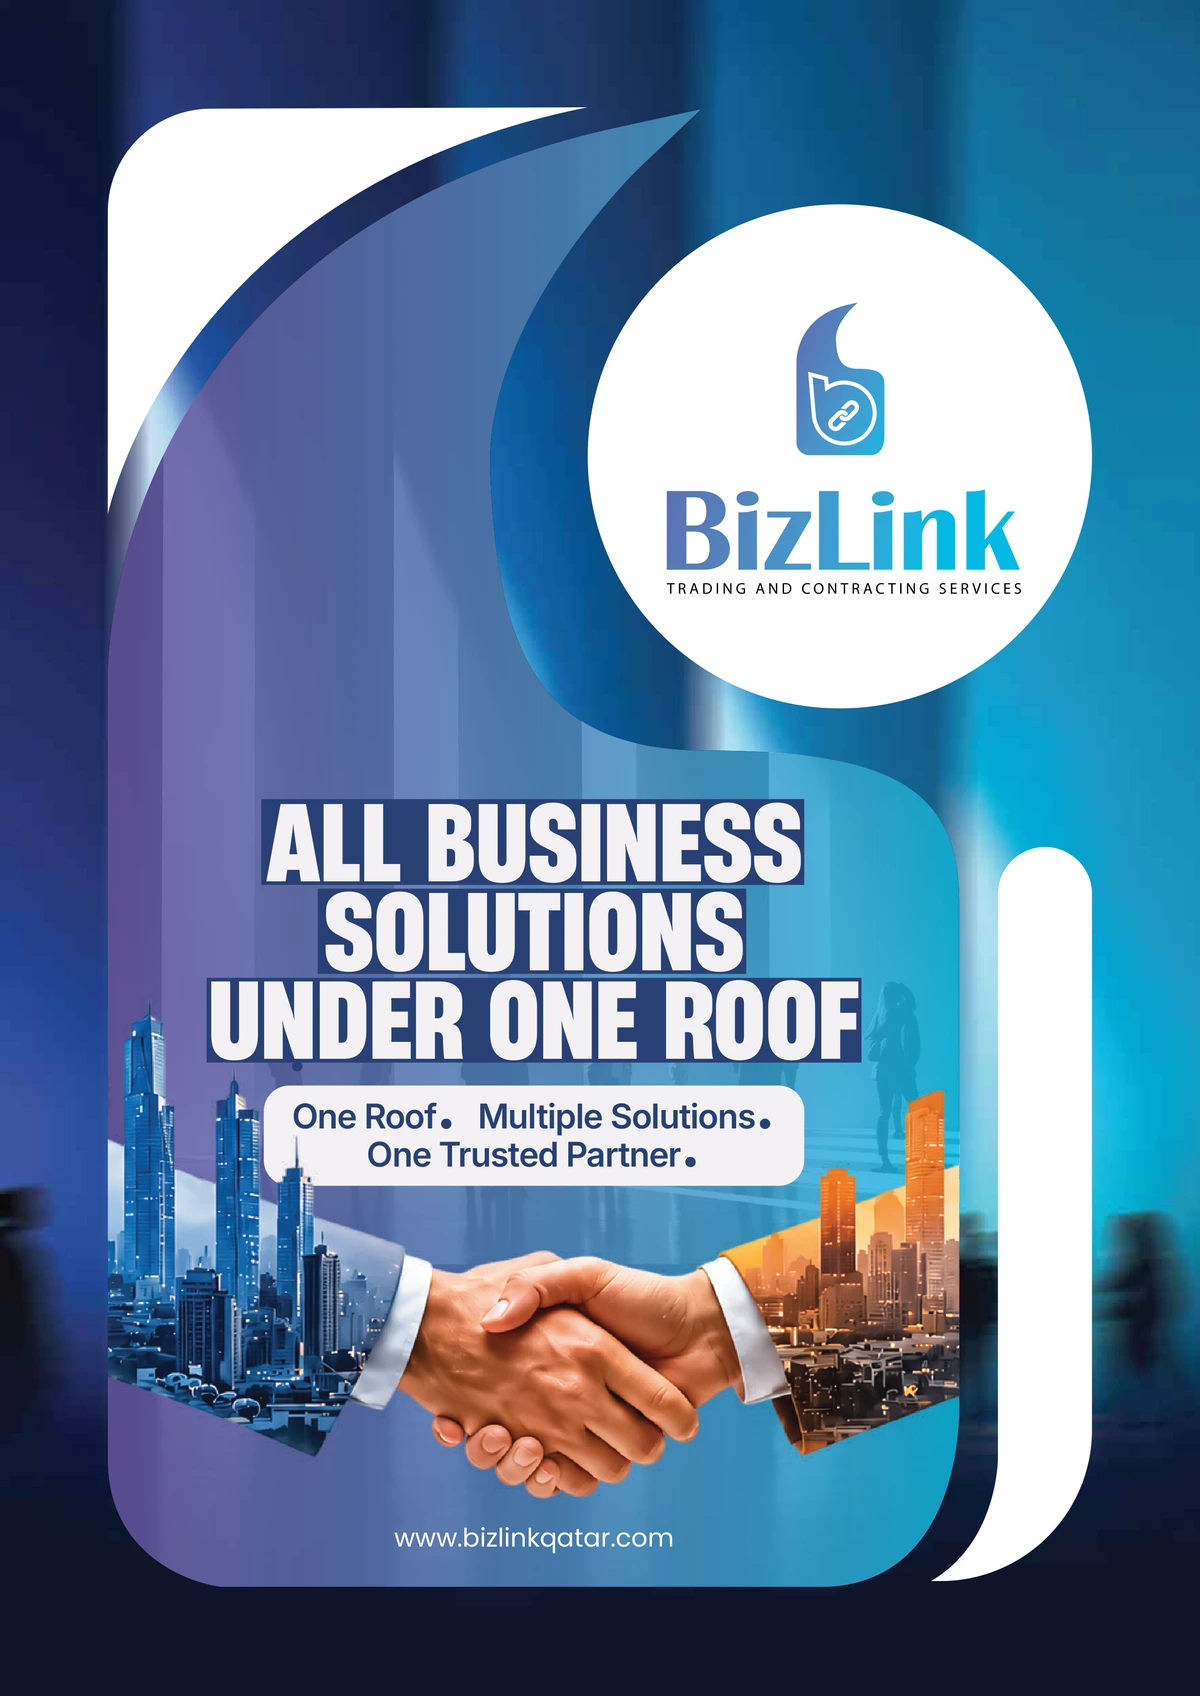 BizLink
TRADING AND CONTRACTING SERVICES
ALL BUSINESS
SOLUTIONS
UNDER ONE ROOF
One Roof. Multiple Solutions.
One Trusted Partner.
www.bizlinkqatar.com